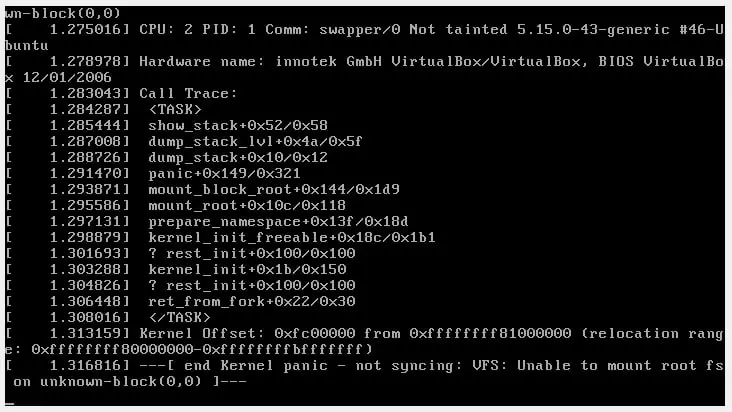 wn-block(0,0)
[    1.275016] CPU: 2 PID: 1 Comm: swapper/0 Not tainted 5.15.0-43-generic #46-U
buntu
[    1.278978] Hardware name: innotek GmbH VirtualBox/VirtualBox, BIOS VirtualBo
x 12/01/2006
[    1.283043] Call Trace:
[    1.284287]  <TASK>
[    1.285444]  show_stack+0x52/0x58
[    1.287008]  dump_stack_lvl+0x4a/0x5f
[    1.288726]  dump_stack+0x10/0x12
[    1.291470]  panic+0x149/0x321
[    1.293871]  mount_block_root+0x144/0x1d9
[    1.295586]  mount_root+0x10c/0x118
[    1.297131]  prepare_namespace+0x13f/0x18d
[    1.298879]  kernel_init_freeable+0x18c/0x1b1
[    1.301693]  ? rest_init+0x100/0x100
[    1.303288]  kernel_init+0x1b/0x150
[    1.304826]  ? rest_init+0x100/0x100
[    1.306448]  ret_from_fork+0x22/0x30
[    1.308016]  </TASK>
[    1.313159] Kernel Offset: 0xfc00000 from 0xffffffff81000000 (relocation rang
e: 0xffffffff80000000-0xffffffffbfffffff)
[    1.316816] ---[ end Kernel panic - not syncing: VFS: Unable to mount root fs
 on unknown-block(0,0) ]---
_